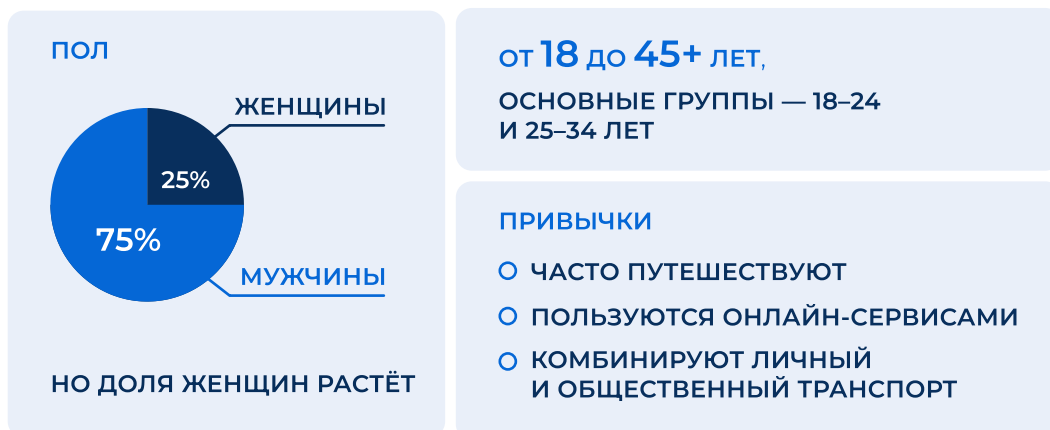 ПОЛ
ЖЕНЩИНЫ
25%
75%
МУЖЧИНЫ
НО ДОЛЯ ЖЕНЩИН РАСТЁТ
ОТ 18 ДО 45+ ЛЕТ,
ОСНОВНЫЕ ГРУППЫ — 18–24
И 25–34 ЛЕТ
ПРИВЫЧКИ
ЧАСТО ПУТЕШЕСТВУЮТ
ПОЛЬЗУЮТСЯ ОНЛАЙН-СЕРВИСАМИ
КОМБИНИРУЮТ ЛИЧНЫЙ
И ОБЩЕСТВЕННЫЙ ТРАНСПОРТ